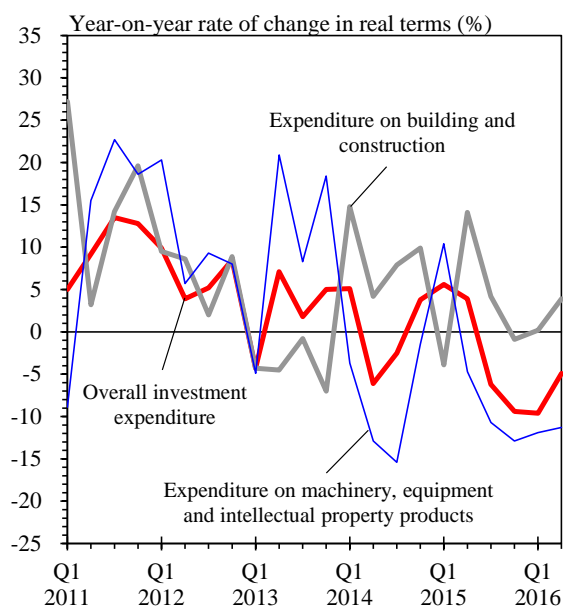 Year-on-year rate of change in real terms (%)
35
30
25
20
15
10
5
0
-5
-10
-15
-20
-25
Expenditure on building and
construction
Overall investment
expenditure
Expenditure on machinery, equipment
and intellectual property products
Q1 Q1 Q1 Q1 Q1 Q1
2011 2012 2013 2014 2015 2016